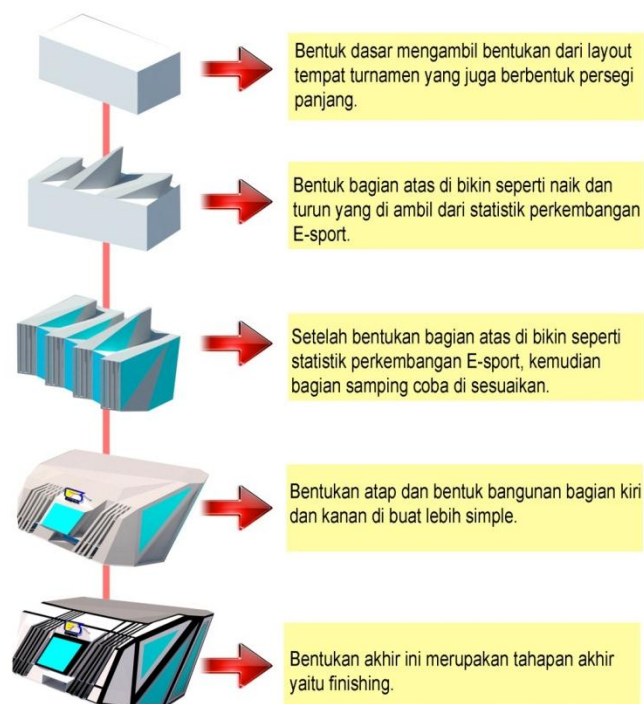 Bentuk dasar mengambil bentukan dari layout
tempat turnamen yang juga berbentuk persegi
panjang.
Bentuk bagian atas di bikin seperti naik dan
turun yang di ambil dari statistik perkembangan
E-sport.
Setelah bentukan bagian atas di bikin seperti
statistik perkembangan E-sport, kemudian
bagian samping coba di sesuaikan.
Bentukan atap dan bentuk bangunan bagian kiri
dan kanan di buat lebih simple.
Bentukan akhir ini merupakan tahapan akhir
yaitu finishing.